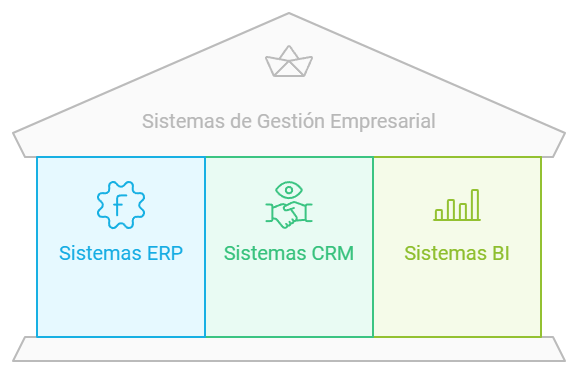 Sistemas de Gestión Empresarial
Sistemas ERP
Sistemas CRM
Sistemas BI